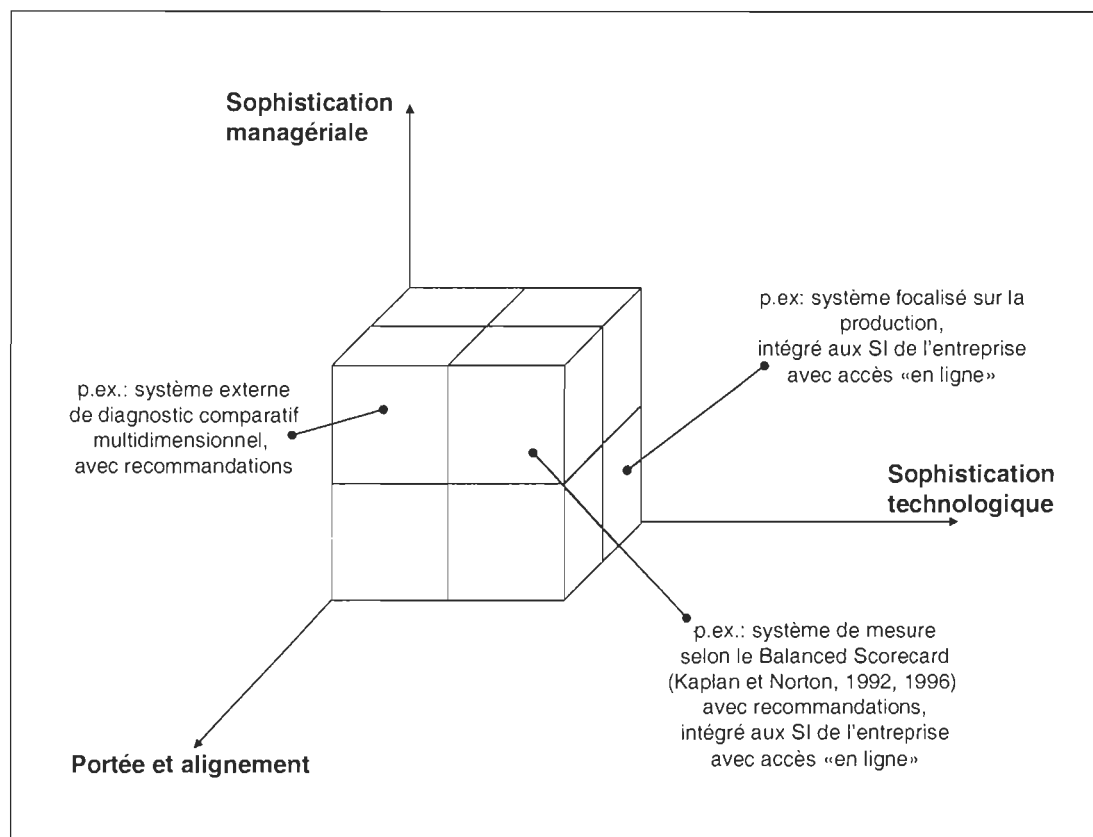 Sophistication
managériale
p.ex: système focalisé sur la
production,
intégré aux SI de l'entreprise
avec accès «en ligne»
p.ex.: système externe
de diagnostic comparatif
multidimensionnel,
avec recommandations
Sophistication
technologique
p.ex.: système de mesure
selon le Balanced Scorecard
(Kaplan et Norton, 1992, 1996)
avec recommandations,
intégré aux SI de l'entreprise
avec accès «en ligne»
Portée et alignement